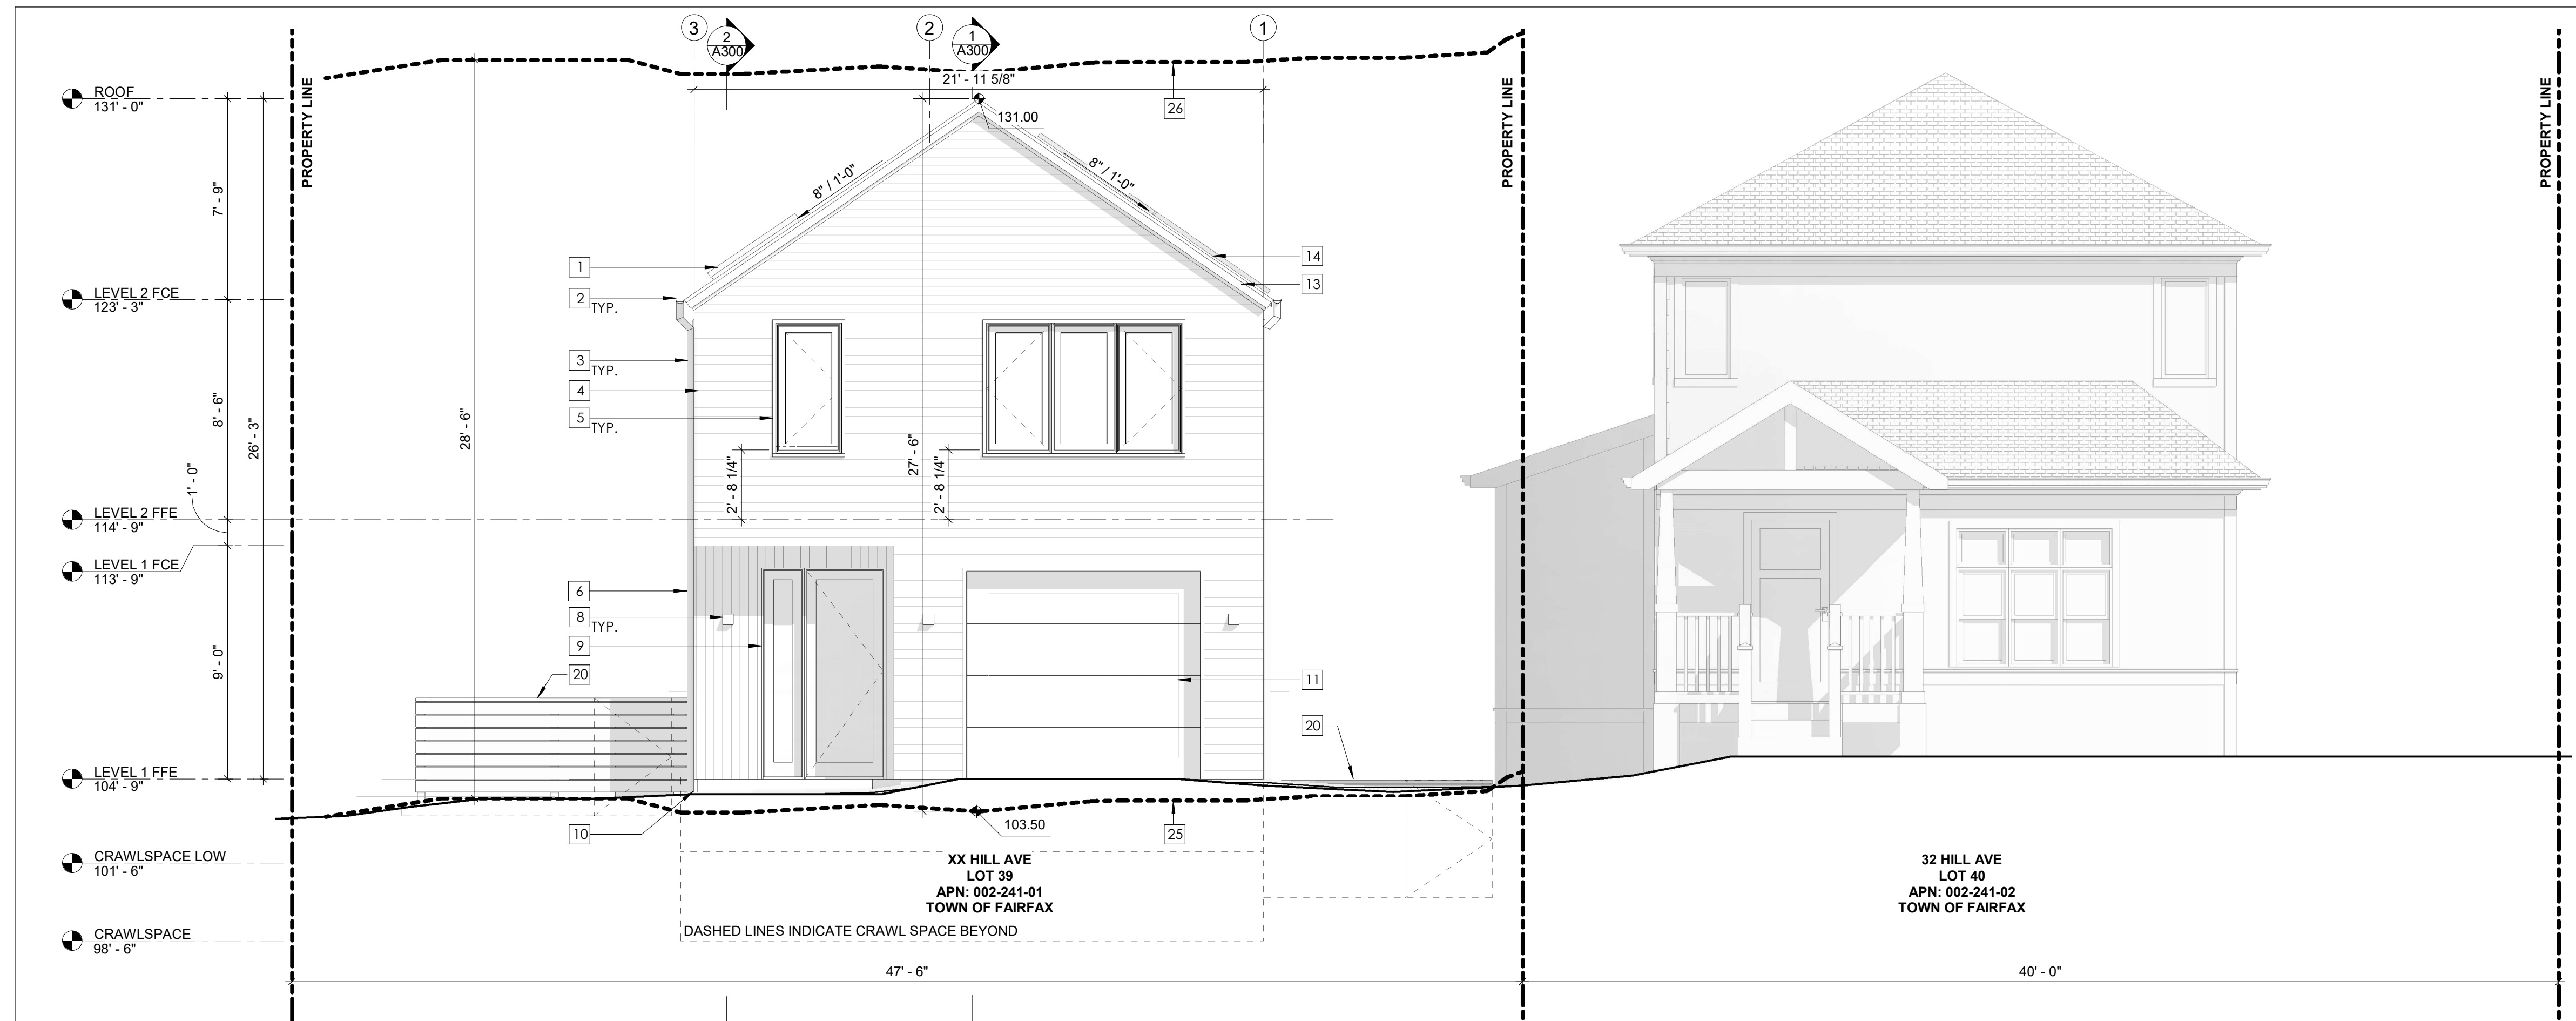 3
2
A300
2
1
A300
1
21' - 11 5/8"
ROOF
131' - 0"
PROPERTY LINE
PROPERTY LINE
PROPERTY LINE
26
131.00
8" / 1'-0"
8" / 1'-0"
7' - 9"
1
14
13
LEVEL 2 FCE
123' - 3"
2
TYP.
3
TYP.
4
5
TYP.
8' - 6"
26' - 3"
28' - 6"
27' - 6"
2' - 8 1/4"
2' - 8 1/4"
1' - 0"
LEVEL 2 FFE
114' - 9"
LEVEL 1 FCE
113' - 9"
6
8
TYP.
9
9' - 0"
20
11
20
LEVEL 1 FFE
104' - 9"
10
103.50
25
CRAWLSPACE LOW
101' - 6"
XX HILL AVE
LOT 39
APN: 002-241-01
TOWN OF FAIRFAX
32 HILL AVE
LOT 40
APN: 002-241-02
TOWN OF FAIRFAX
DASHED LINES INDICATE CRAWL SPACE BEYOND
CRAWLSPACE
98' - 6"
47' - 6"
40' - 0"